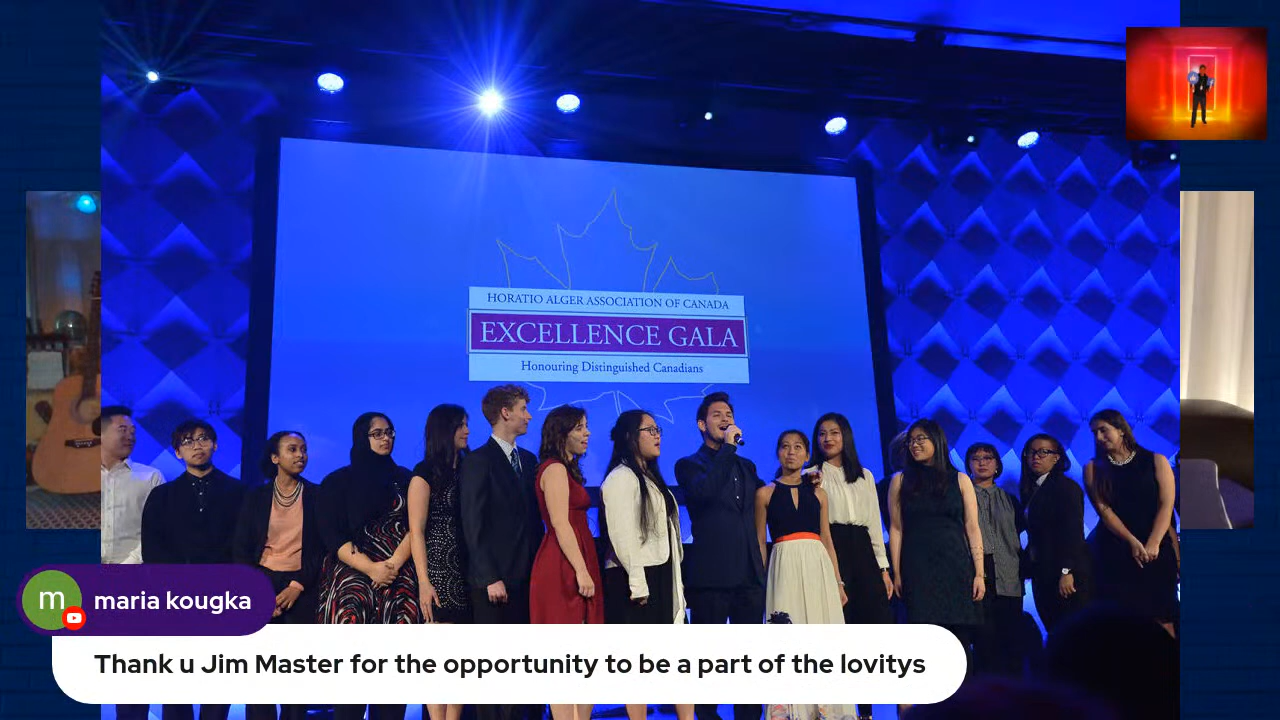 HORATIO ALGER ASSOCIATION OF CANADA
EXCELLENCE GALA
Honouring Distinguished Canadians
m
maria kougka
Thank u Jim Master for the opportunity to be a part of the lovitys